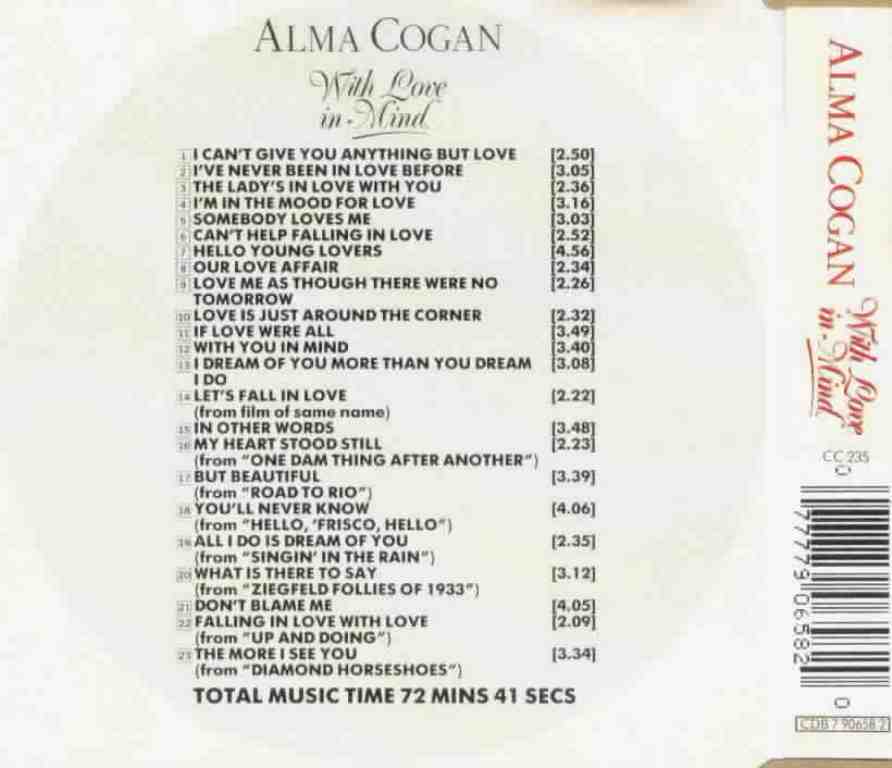 ALMA COGAN
With Love
in Mind
1 I CAN'T GIVE YOU ANYTHING BUT LOVE [2.50]
2 I'VE NEVER BEEN IN LOVE BEFORE [3.05]
3 THE LADY'S IN LOVE WITH YOU [2.36]
4 I'M IN THE MOOD FOR LOVE [3.16]
5 SOMEBODY LOVES ME [3.03]
6 CAN'T HELP FALLING IN LOVE [2.52]
7 HELLO YOUNG LOVERS [4.56]
8 OUR LOVE AFFAIR [2.34]
9 LOVE ME AS THOUGH THERE WERE NO [2.26]
TOMORROW
10 LOVE IS JUST AROUND THE CORNER [2.32]
11 IF LOVE WERE ALL [3.49]
12 WITH YOU IN MIND [3.40]
13 I DREAM OF YOU MORE THAN YOU DREAM [3.08]
I DO
14 LET'S FALL IN LOVE [2.22]
(from film of same name)
15 IN OTHER WORDS [3.48]
16 MY HEART STOOD STILL [2.23]
(from "ONE DAM THING AFTER ANOTHER")
17 BUT BEAUTIFUL [3.39]
(from "ROAD TO RIO")
18 YOU'LL NEVER KNOW [4.06]
(from "HELLO, 'FRISCO, HELLO")
19 ALL I DO IS DREAM OF YOU [2.35]
(from "SINGIN' IN THE RAIN")
20 WHAT IS THERE TO SAY [3.12]
(from "ZIEGFELD FOLLIES OF 1933")
21 DON'T BLAME ME [4.05]
22 FALLING IN LOVE WITH LOVE [2.09]
(from "UP AND DOING")
23 THE MORE I SEE YOU [3.34]
(from "DIAMOND HORSESHOES")
TOTAL MUSIC TIME 72 MINS 41 SECS
ALMA COGAN
With Love
in Mind
CC 235
0
77779 06582
0
CDB 7 90658 2